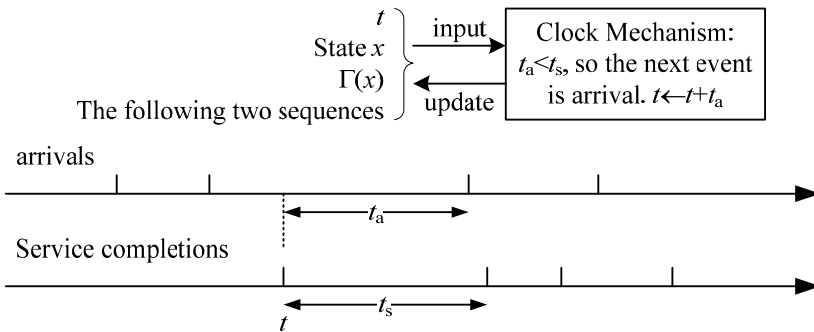 t
State x
Γ(x)
The following two sequences
input
update
Clock Mechanism:
tₐ<tₛ, so the next event
is arrival. t←t+tₐ
arrivals
tₐ
Service completions
tₛ
t